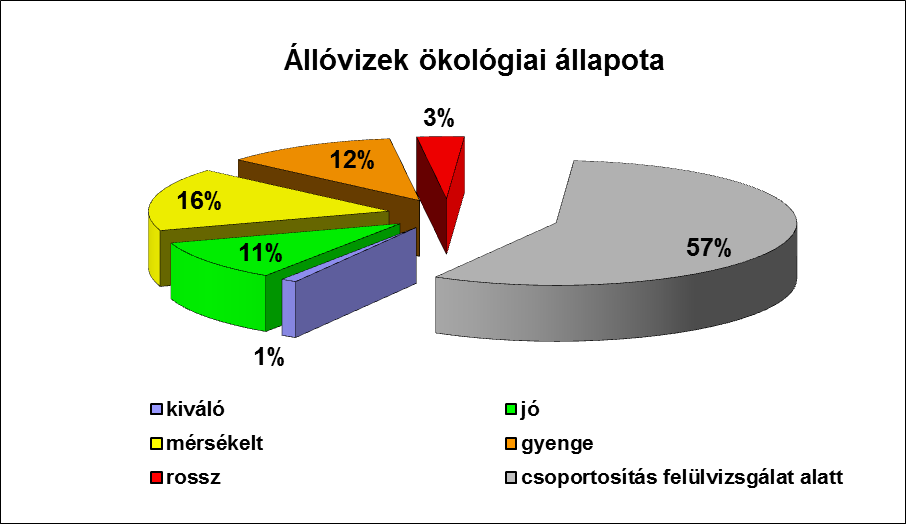 Állóvizek ökológiai állapota
3%
12%
16%
57%
11%
1%
kiváló
jó
mérsékelt
gyenge
rossz
csoportosítás felülvizsgálat alatt